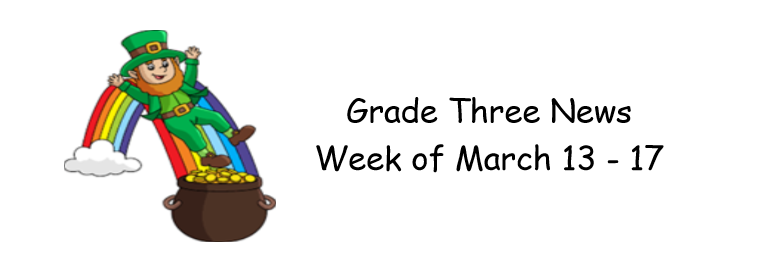 Grade Three News
Week of March 13 - 17